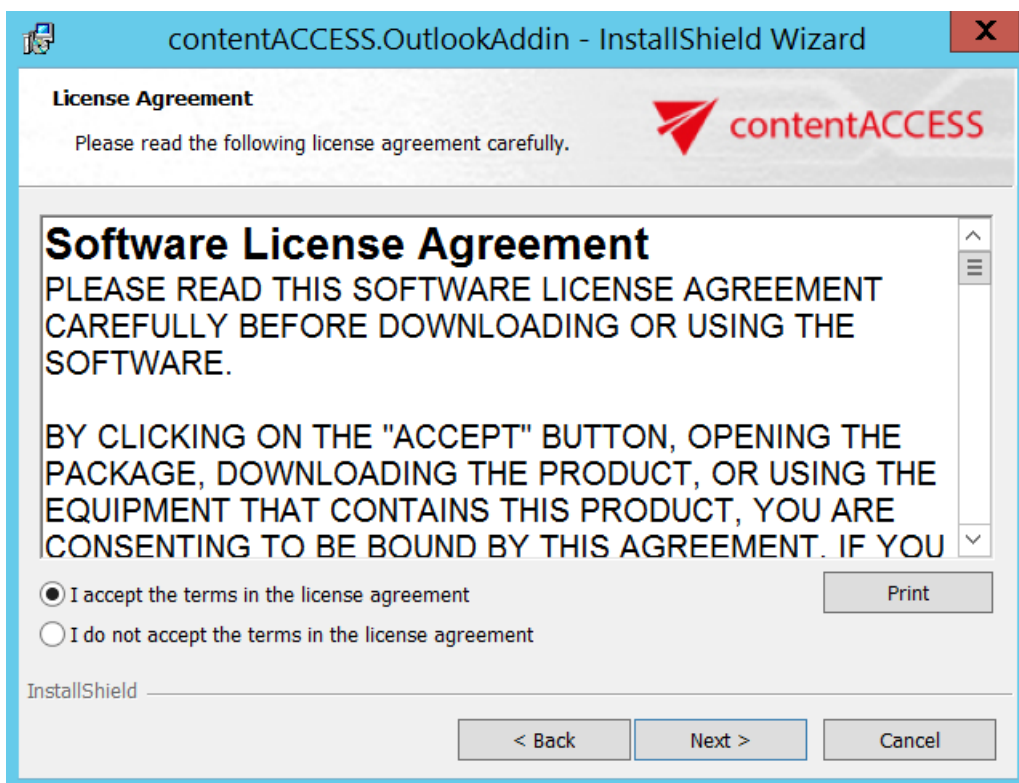 contentACCESS.OutlookAddin - InstallShield Wizard
X
License Agreement
Please read the following license agreement carefully.
contentACCESS
Software License Agreement
PLEASE READ THIS SOFTWARE LICENSE AGREEMENT
CAREFULLY BEFORE DOWNLOADING OR USING THE
SOFTWARE.
BY CLICKING ON THE "ACCEPT" BUTTON, OPENING THE
PACKAGE, DOWNLOADING THE PRODUCT, OR USING THE
EQUIPMENT THAT CONTAINS THIS PRODUCT, YOU ARE
CONSENTING TO BE BOUND BY THIS AGREEMENT. IF YOU
I accept the terms in the license agreement
Print
I do not accept the terms in the license agreement
InstallShield
< Back
Next >
Cancel